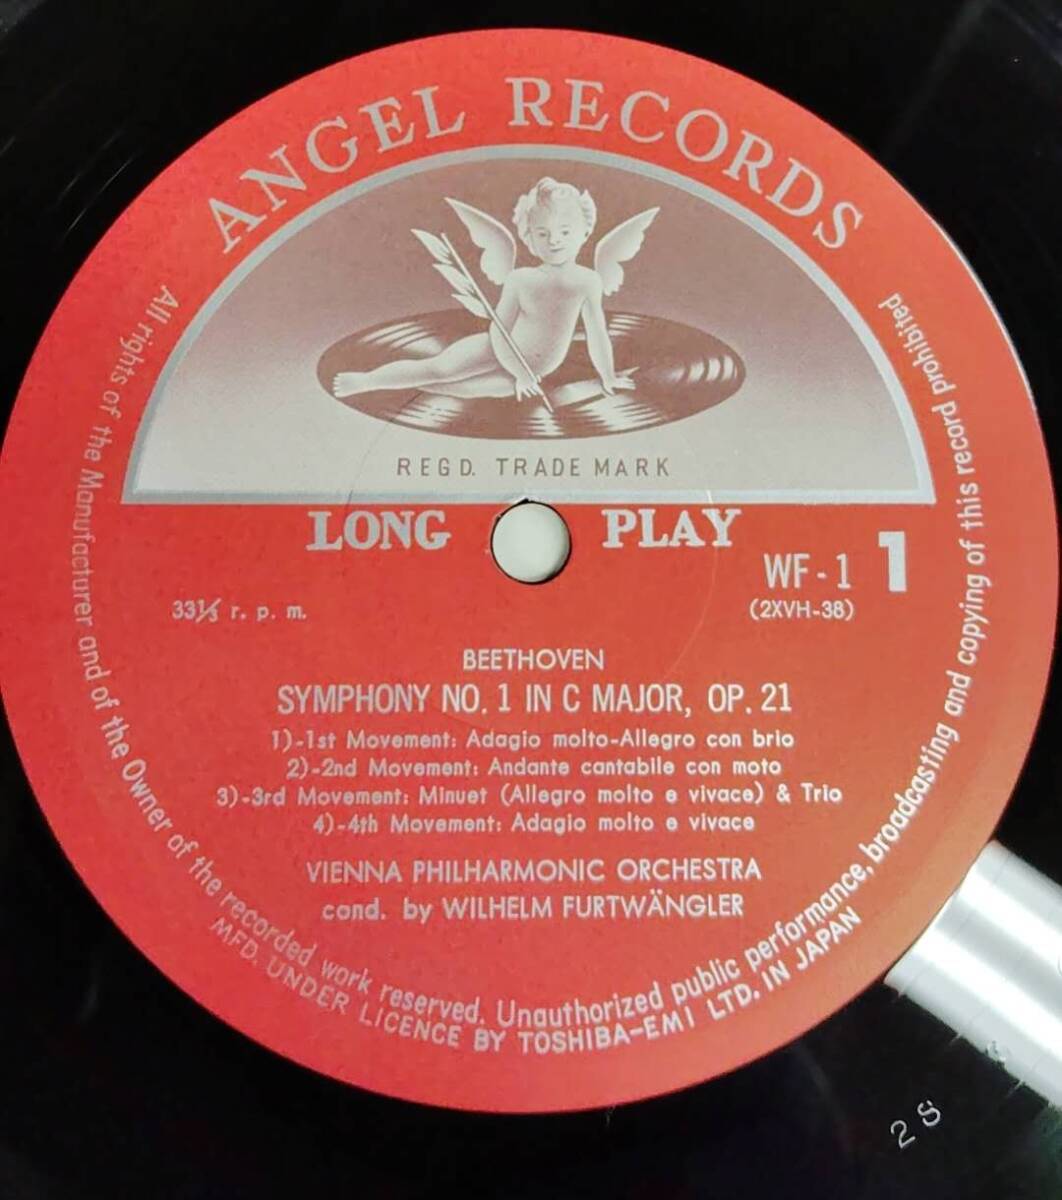 ANGEL RECORDS
REGD. TRADE MARK
LONG PLAY
WF-1 1
(2XVH-38)
33⅓ r. p. m.
BEETHOVEN
SYMPHONY NO. 1 IN C MAJOR, OP. 21
1)-1st Movement: Adagio molto-Allegro con brio
2)-2nd Movement: Andante cantabile con moto
3)-3rd Movement: Minuet (Allegro molto e vivace) & Trio
4)-4th Movement: Adagio molto e vivace
VIENNA PHILHARMONIC ORCHESTRA
cond. by WILHELM FURTWÄNGLER
All rights of the Manufacturer and of the Owner of the recorded work reserved. Unauthorized public performance, broadcasting and copying of this record prohibited
MFD. UNDER LICENCE BY TOSHIBA-EMI LTD. IN JAPAN
2S